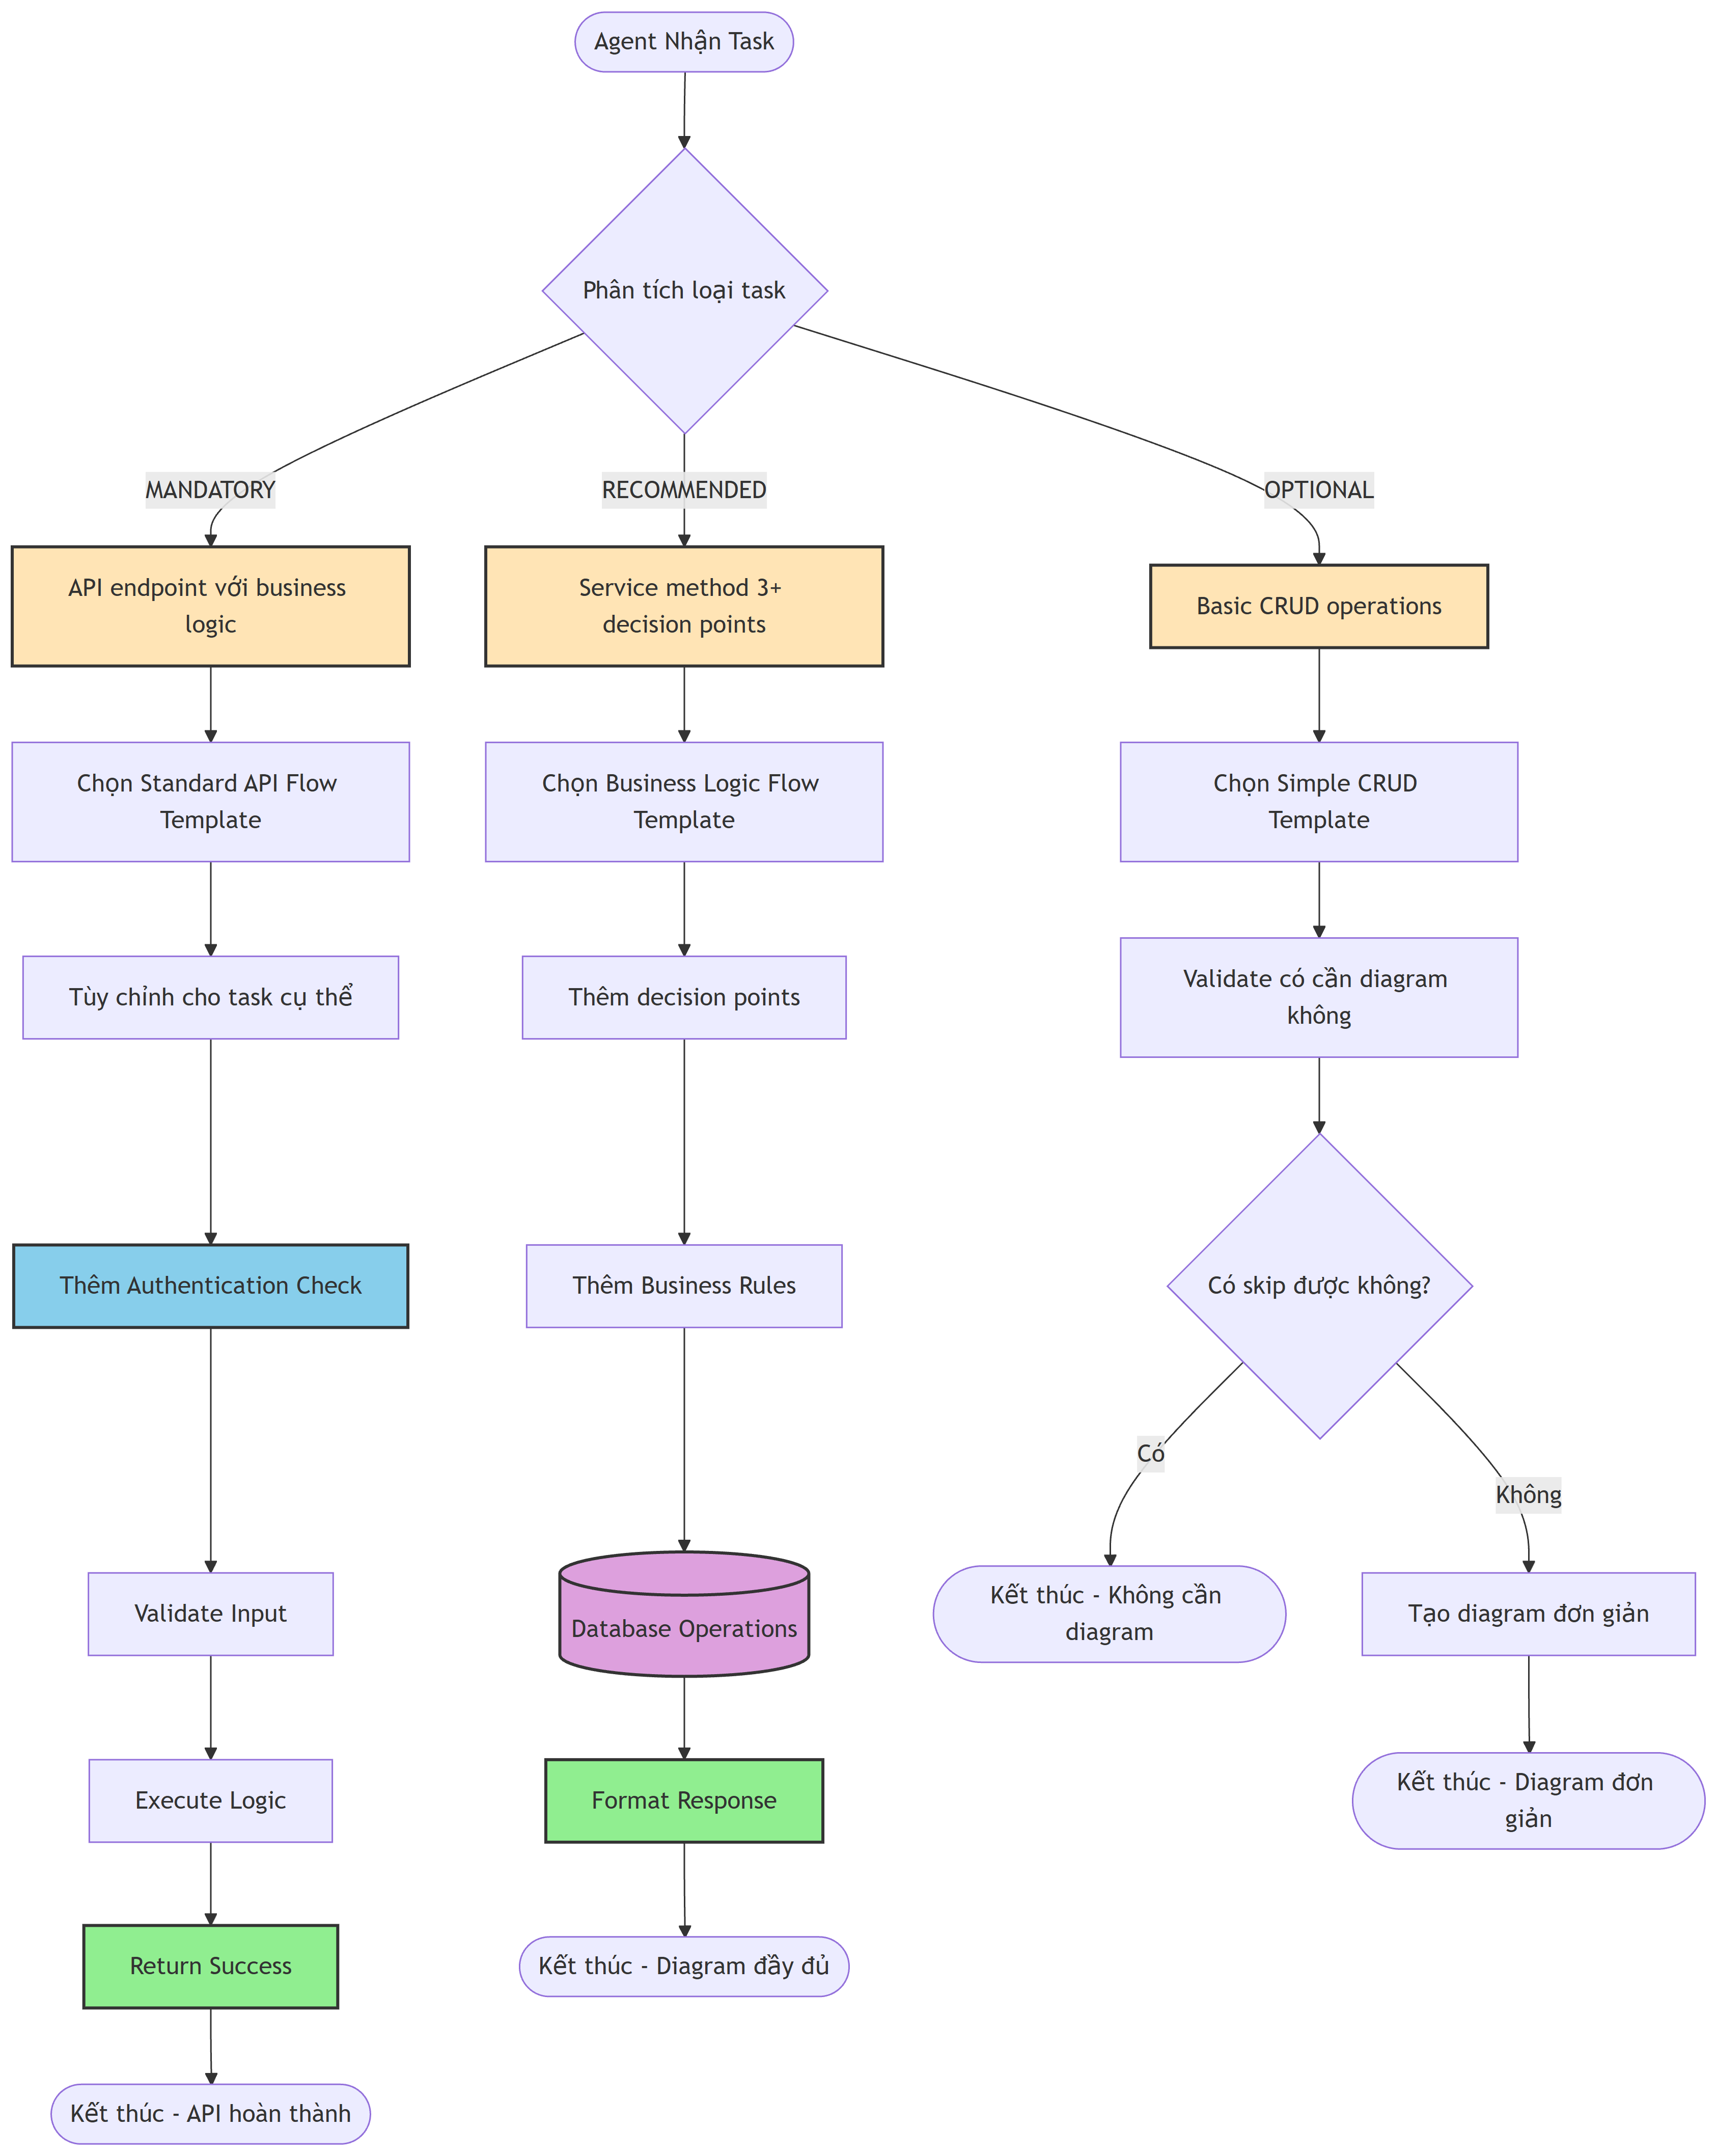 Agent Nhận Task
Phân tích loại task
MANDATORY
RECOMMENDED
OPTIONAL
API endpoint với business
logic
Service method 3+
decision points
Basic CRUD operations
Chọn Standard API Flow
Template
Chọn Business Logic Flow
Template
Chọn Simple CRUD
Template
Tùy chỉnh cho task cụ thể
Thêm decision points
Validate có cần diagram
không
Thêm Authentication Check
Thêm Business Rules
Có skip được không?
Có
Không
Validate Input
Database Operations
Kết thúc - Không cần
diagram
Tạo diagram đơn giản
Execute Logic
Format Response
Kết thúc - Diagram đơn
giản
Return Success
Kết thúc - Diagram đầy đủ
Kết thúc - API hoàn thành